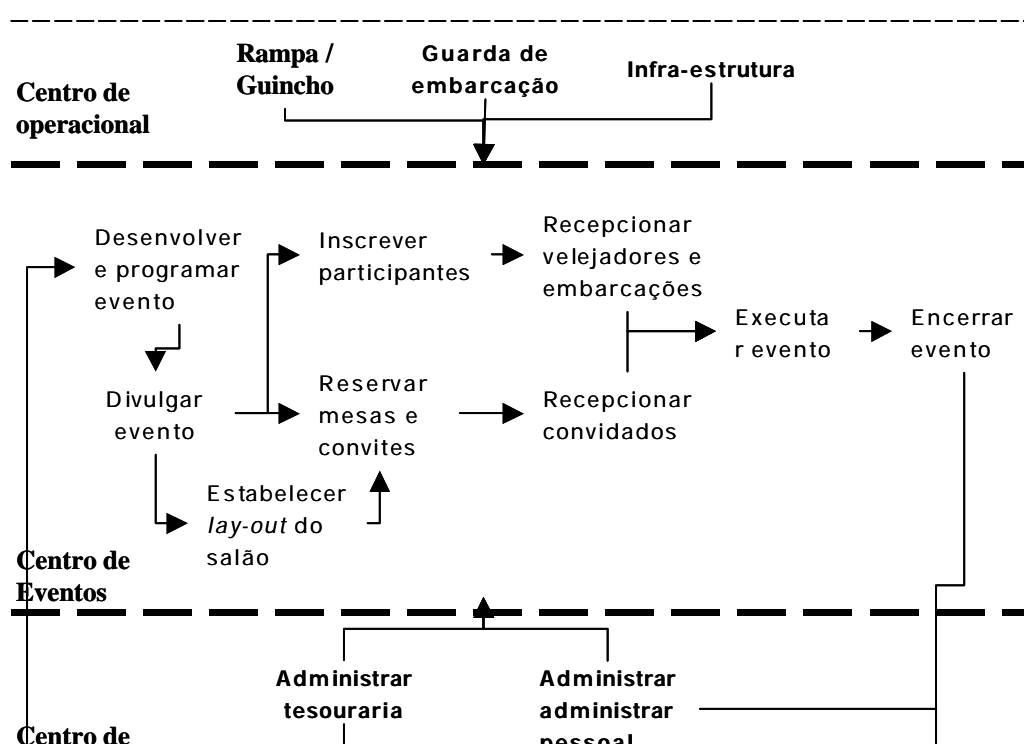 Rampa /
Guincho
Guarda de
embarcação
Infra-estrutura
Centro de
operacional
Desenvolver
e programar
evento
Inscrever
participantes
Recepcionar
velejadores e
embarcações
Executa
r evento
Encerrar
evento
Divulgar
evento
Reservar
mesas e
convites
Recepcionar
convidados
Estabelecer
lay-out do
salão
Centro de
Eventos
Administrar
tesouraria
Administrar
administrar
pessoal
Centro de